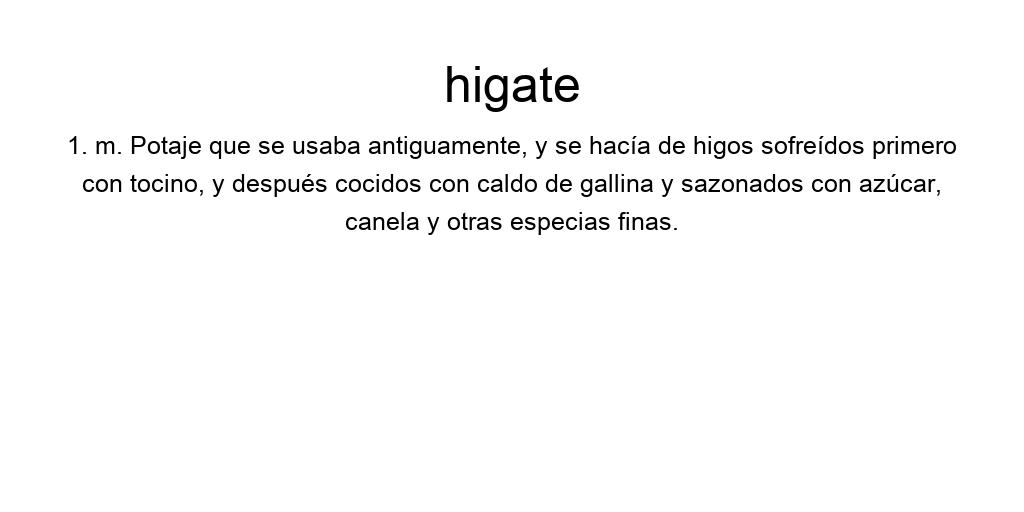 higate
1. m. Potaje que se usaba antiguamente, y se hacía de higos sofreídos primero
con tocino, y después cocidos con caldo de gallina y sazonados con azúcar,
canela y otras especias finas.